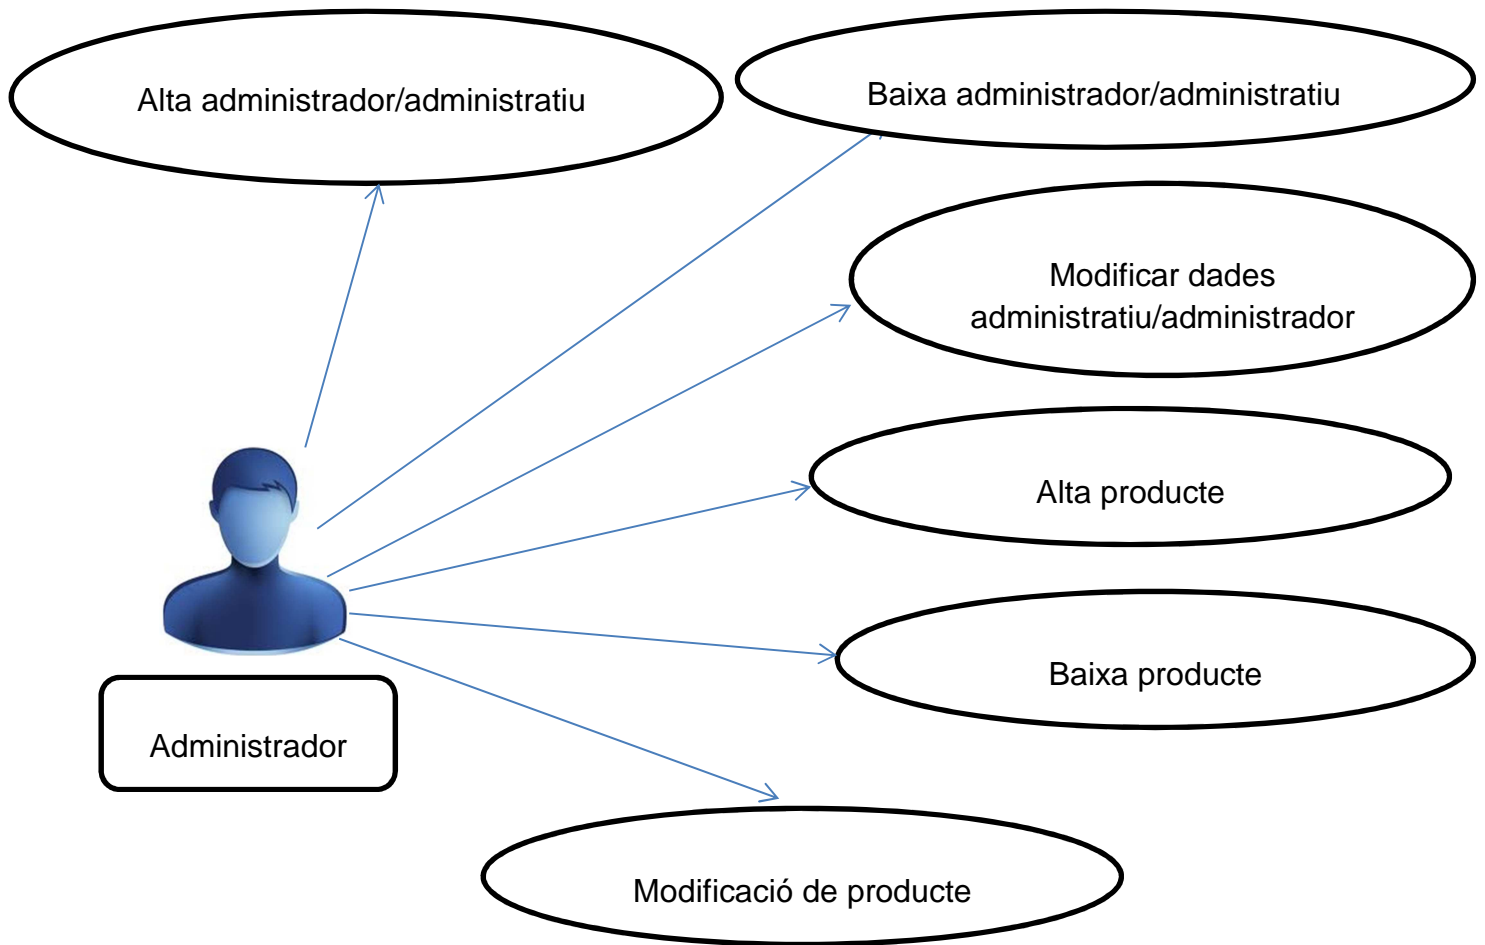 Alta administrador/administratiu
Baixa administrador/administratiu
Modificar dades
administratiu/administrador
Alta producte
Baixa producte
Administrador
Modificació de producte